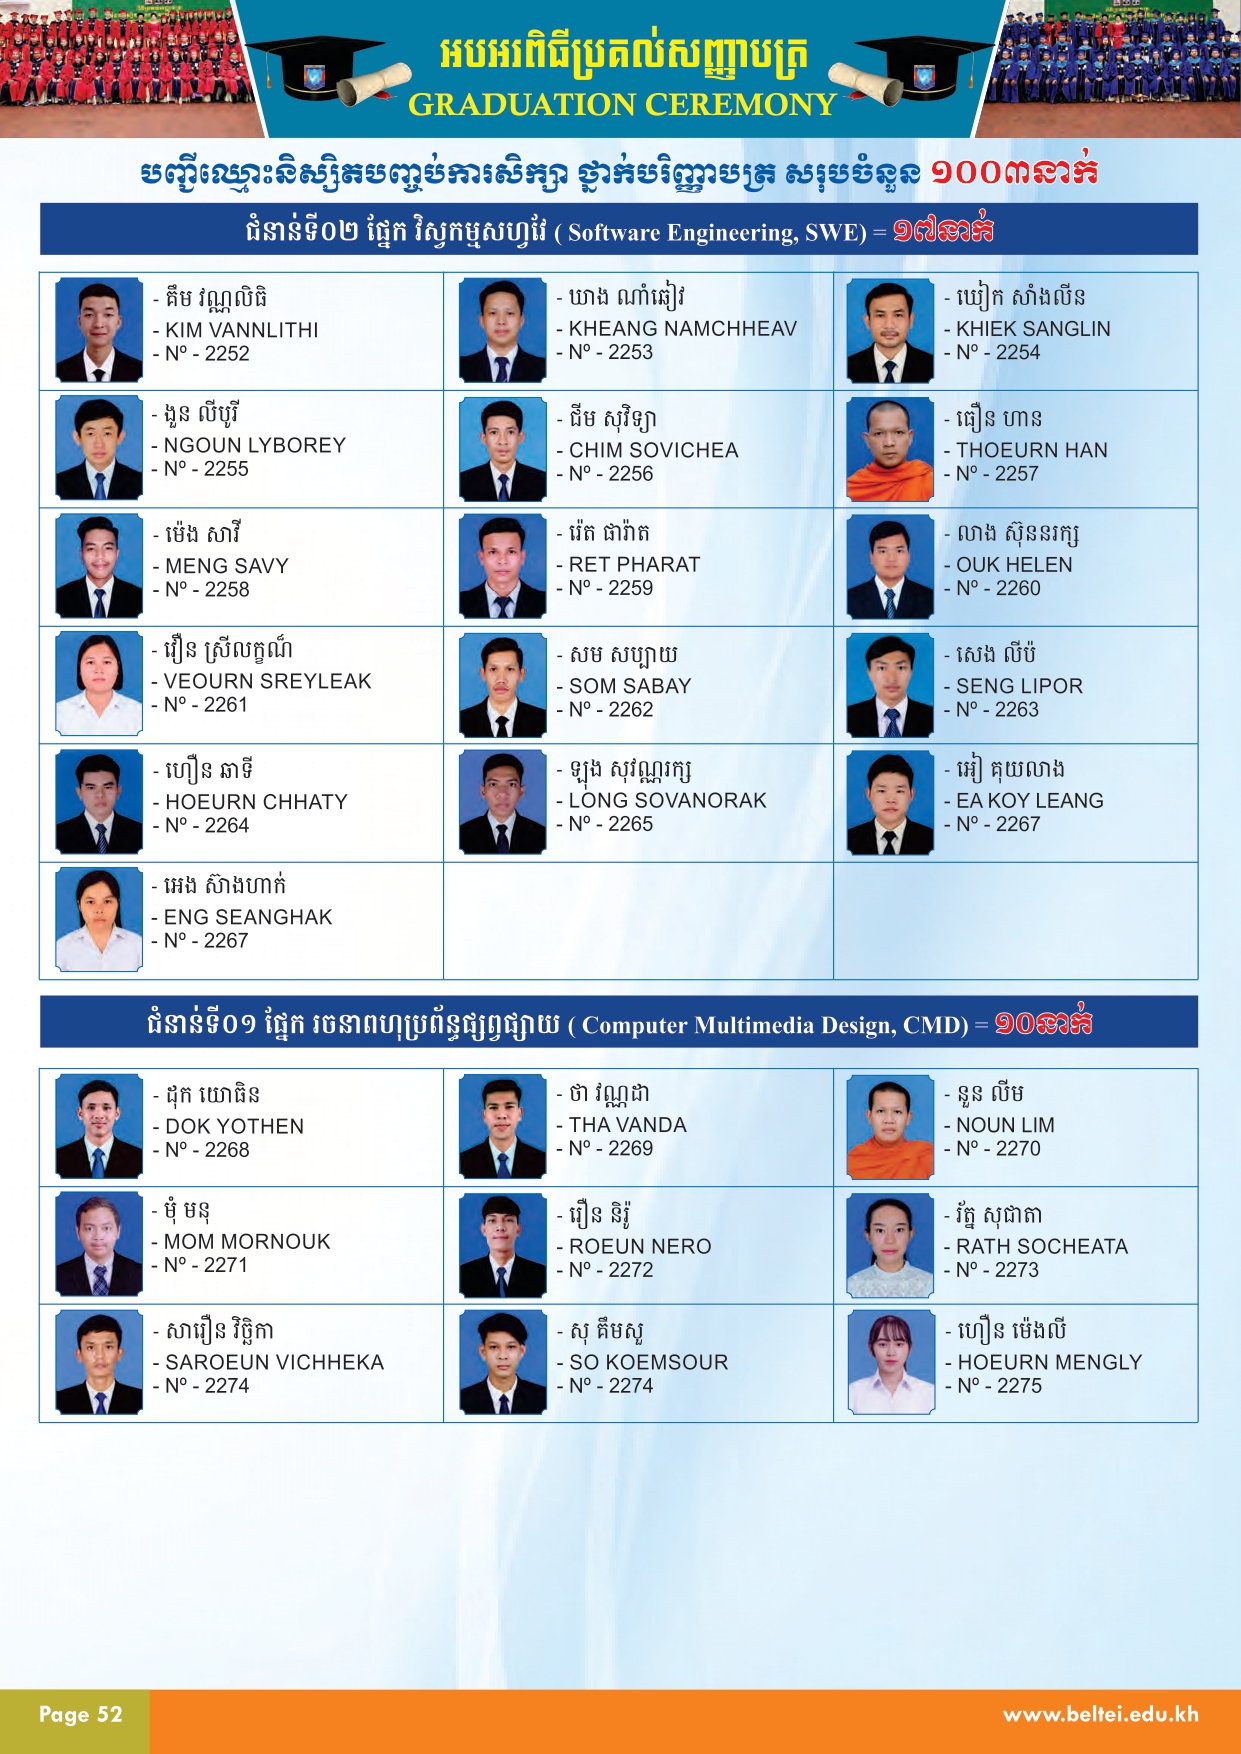 អបអរពិធីប្រគល់សញ្ញាបត្រ
GRADUATION CEREMONY
បញ្ជីឈ្មោះនិស្សិតបញ្ចប់ការសិក្សា ថ្នាក់បរិញ្ញាបត្រ សរុបចំនួន ១០០៣នាក់
ជំនាន់ទី០២ ផ្នែក វិស្វកម្មសហ្វវែ ( Software Engineering, SWE) = ១៧នាក់
- គឹម វណ្ណលិធិ
- KIM VANNLITHI
- Nº - 2252
- ឃាង ណាំឆៀវ
- KHEANG NAMCHHEAV
- Nº - 2253
- ឃៀក សាំងលីន
- KHIEK SANGLIN
- Nº - 2254
- ងួន លីបូរី
- NGOUN LYBOREY
- Nº - 2255
- ជីម សុវិទ្យា
- CHIM SOVICHEA
- Nº - 2256
- ធឿន ហាន
- THOEURN HAN
- Nº - 2257
- ម៉េង សាវី
- MENG SAVY
- Nº - 2258
- រ៉េត ផារ៉ាត
- RET PHARAT
- Nº - 2259
- លាង ស៊ុននរក្ស
- OUK HELEN
- Nº - 2260
- វឿន ស្រីលក្ខណ៏
- VEOURN SREYLEAK
- Nº - 2261
- សម សប្បាយ
- SOM SABAY
- Nº - 2262
- សេង លីប៉
- SENG LIPOR
- Nº - 2263
- ហឿន ឆាទី
- HOEURN CHHATY
- Nº - 2264
- ឡុង សុវណ្ណរក្ស
- LONG SOVANORAK
- Nº - 2265
- អៀ គុយលាង
- EA KOY LEANG
- Nº - 2267
- អេង ស៊ាងហាក់
- ENG SEANGHAK
- Nº - 2267
ជំនាន់ទី០១ ផ្នែក រចនាពហុប្រព័ន្ធផ្សព្វផ្សាយ ( Computer Multimedia Design, CMD) = ១០នាក់
- ដុក យោធិន
- DOK YOTHEN
- Nº - 2268
- ថា វណ្ណដា
- THA VANDA
- Nº - 2269
- នួន លីម
- NOUN LIM
- Nº - 2270
- មុំ មនុ
- MOM MORNOUK
- Nº - 2271
- រឿន និរ៉ូ
- ROEUN NERO
- Nº - 2272
- រ័ត្ន សុជាតា
- RATH SOCHEATA
- Nº - 2273
- សារឿន វិច្ឆិកា
- SAROEUN VICHHEKA
- Nº - 2274
- សុ គឹមសួ
- SO KOEMSOUR
- Nº - 2274
- ហឿន ម៉េងលី
- HOEURN MENGLY
- Nº - 2275
Page 52
www.beltei.edu.kh